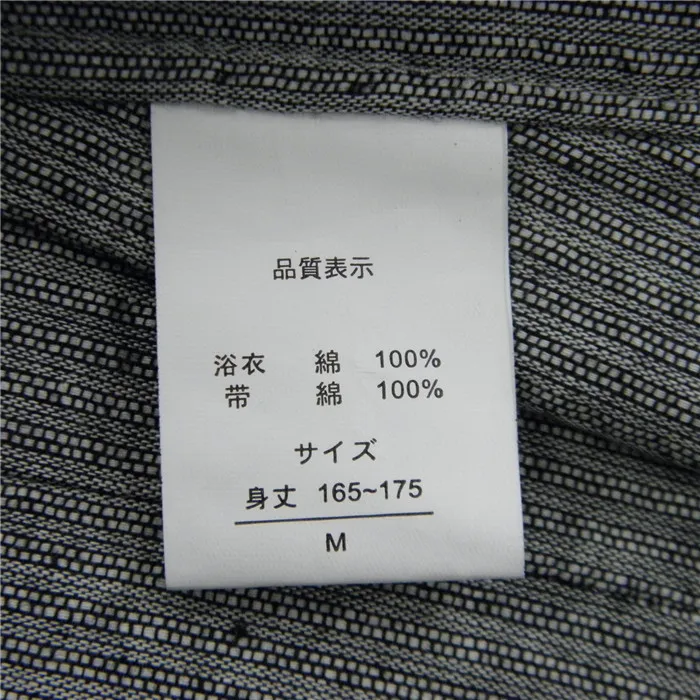 品質表示
浴衣 綿 100%
帯 綿 100%
サイズ
身丈 165~175
M